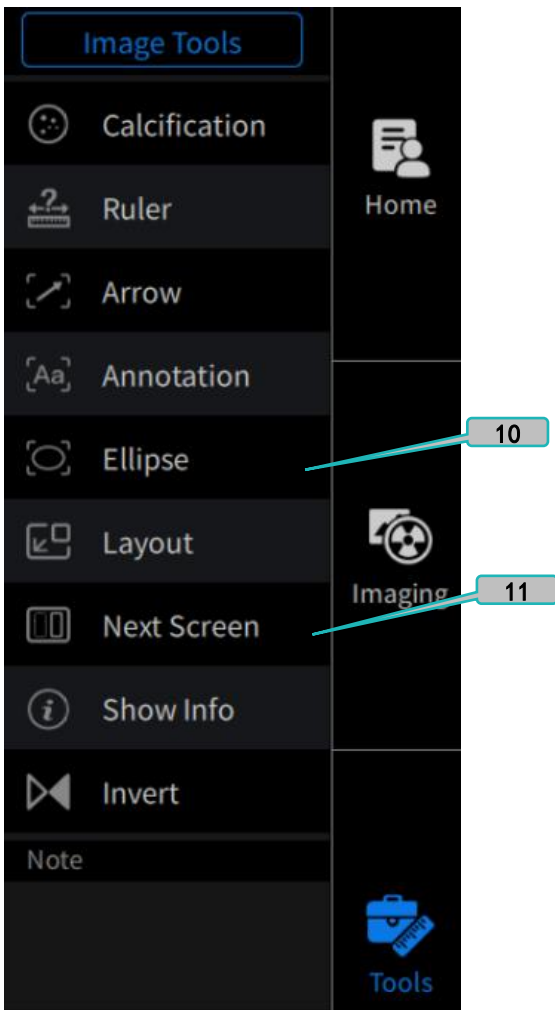 Image Tools
Calcification
Ruler
Arrow
Annotation
Ellipse
Layout
Next Screen
Show Info
Invert
Note
Home
Imaging
Tools
10
11